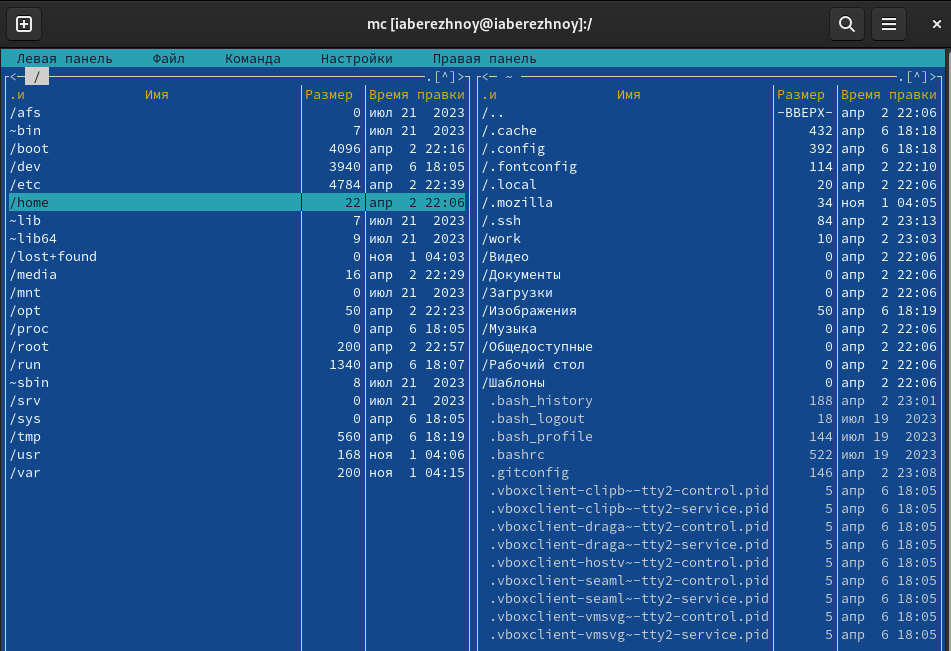 mc [iaberezhnoy@iaberezhnoy]:/
Левая панель Файл Команда Настройки Правая панель
<- / .[^]> <- ~ .[^]>
.и Имя Размер Время правки .и Имя Размер Время правки
/afs 0 июл 21 2023 /.. -ВВЕРХ- апр 2 22:06
~bin 7 июл 21 2023 /.cache 432 апр 6 18:18
/boot 4096 апр 2 22:16 /.config 392 апр 6 18:18
/dev 3940 апр 6 18:05 /.fontconfig 114 апр 2 22:10
/etc 4784 апр 2 22:39 /.local 20 апр 2 22:06
/home 22 апр 2 22:06 /.mozilla 34 ноя 1 04:05
~lib 7 июл 21 2023 /.ssh 84 апр 2 23:13
~lib64 9 июл 21 2023 /work 10 апр 2 23:03
/lost+found 0 ноя 1 04:03 /Видео 0 апр 2 22:06
/media 16 апр 2 22:29 /Документы 0 апр 2 22:06
/mnt 0 июл 21 2023 /Загрузки 0 апр 2 22:06
/opt 50 апр 2 22:23 /Изображения 50 апр 6 18:19
/proc 0 апр 6 18:05 /Музыка 0 апр 2 22:06
/root 200 апр 2 22:57 /Общедоступные 0 апр 2 22:06
/run 1340 апр 6 18:07 /Рабочий стол 0 апр 2 22:06
~sbin 8 июл 21 2023 /Шаблоны 0 апр 2 22:06
/srv 0 июл 21 2023 .bash_history 188 апр 2 23:01
/sys 0 апр 6 18:05 .bash_logout 18 июл 19 2023
/tmp 560 апр 6 18:19 .bash_profile 144 июл 19 2023
/usr 168 ноя 1 04:06 .bashrc 522 июл 19 2023
/var 200 ноя 1 04:15 .gitconfig 146 апр 2 23:08
.vboxclient-clipb~-tty2-control.pid 5 апр 6 18:05
.vboxclient-clipb~-tty2-service.pid 5 апр 6 18:05
.vboxclient-draga~-tty2-control.pid 5 апр 6 18:05
.vboxclient-draga~-tty2-service.pid 5 апр 6 18:05
.vboxclient-hostv~-tty2-control.pid 5 апр 6 18:05
.vboxclient-seaml~-tty2-control.pid 5 апр 6 18:05
.vboxclient-seaml~-tty2-service.pid 5 апр 6 18:05
.vboxclient-vmsvg~-tty2-control.pid 5 апр 6 18:05
.vboxclient-vmsvg~-tty2-service.pid 5 апр 6 18:05